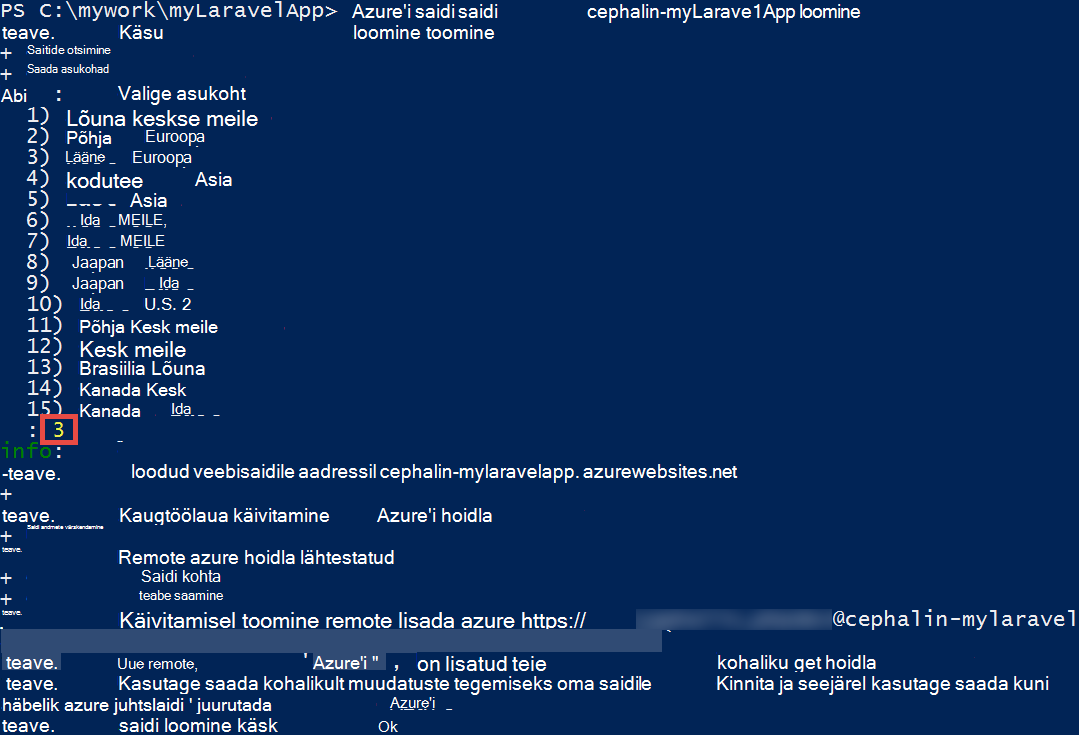 PS C:\mywork\myLaravelApp> Azure'i saidi saidi cephalin-myLarave1App loomine
teave. Käsu loomine toomine
+ Saitide otsimine
+ Saada asukohad
Abi : Valige asukoht
1) Lõuna keskse meile
2) Põhja Euroopa
3) Lääne Euroopa
4) kodutee Asia
5) Asia
6) Ida MEILE,
7) Ida MEILE
8) Jaapan Lääne
9) Jaapan Ida
10) Ida U.S. 2
11) Põhja Kesk meile
12) Kesk meile
13) Brasiilia Lõuna
14) Kanada Kesk
15) Kanada Ida
: 3
info:
-teave. loodud veebisaidile aadressil cephalin-mylaravelapp. azurewebsites.net
+
teave. Kaugtöölaua käivitamine Azure'i hoidla
Saidi andmete värskendamine
+
teave.
Remote azure hoidla lähtestatud
+ Saidi kohta
+ teabe saamine
teave.
Käivitamisel toomine remote lisada azure https:// @cephalin-mylaravel
teave. Uue remote, ' Azure'i " , on lisatud teie kohaliku get hoidla
teave. Kasutage saada kohalikult muudatuste tegemiseks oma saidile Kinnita ja seejärel kasutage saada kuni
häbelik azure juhtslaidi ' juurutada Azure'i
teave. saidi loomine käsk Ok